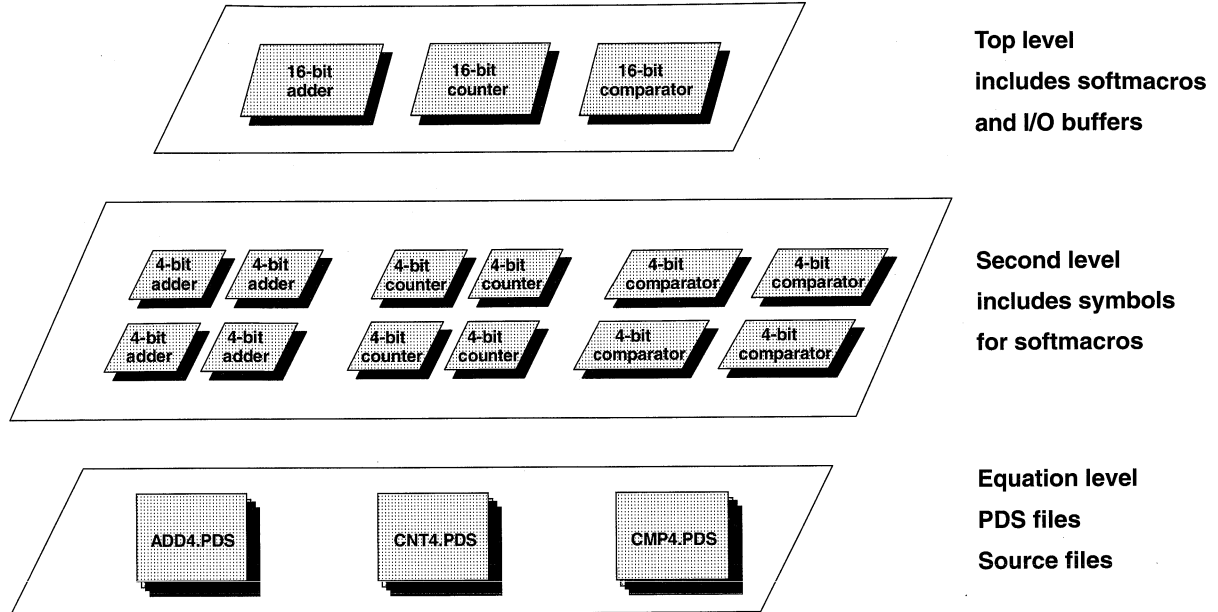 16-bit
adder
16-bit
counter
16-bit
comparator
Top level
includes softmacros
and I/O buffers
4-bit
adder
4-bit
adder
4-bit
counter
4-bit
counter
4-bit
comparator
4-bit
comparator
4-bit
adder
4-bit
adder
4-bit
counter
4-bit
counter
4-bit
comparator
4-bit
comparator
Second level
includes symbols
for softmacros
ADD4.PDS
CNT4.PDS
CMP4.PDS
Equation level
PDS files
Source files